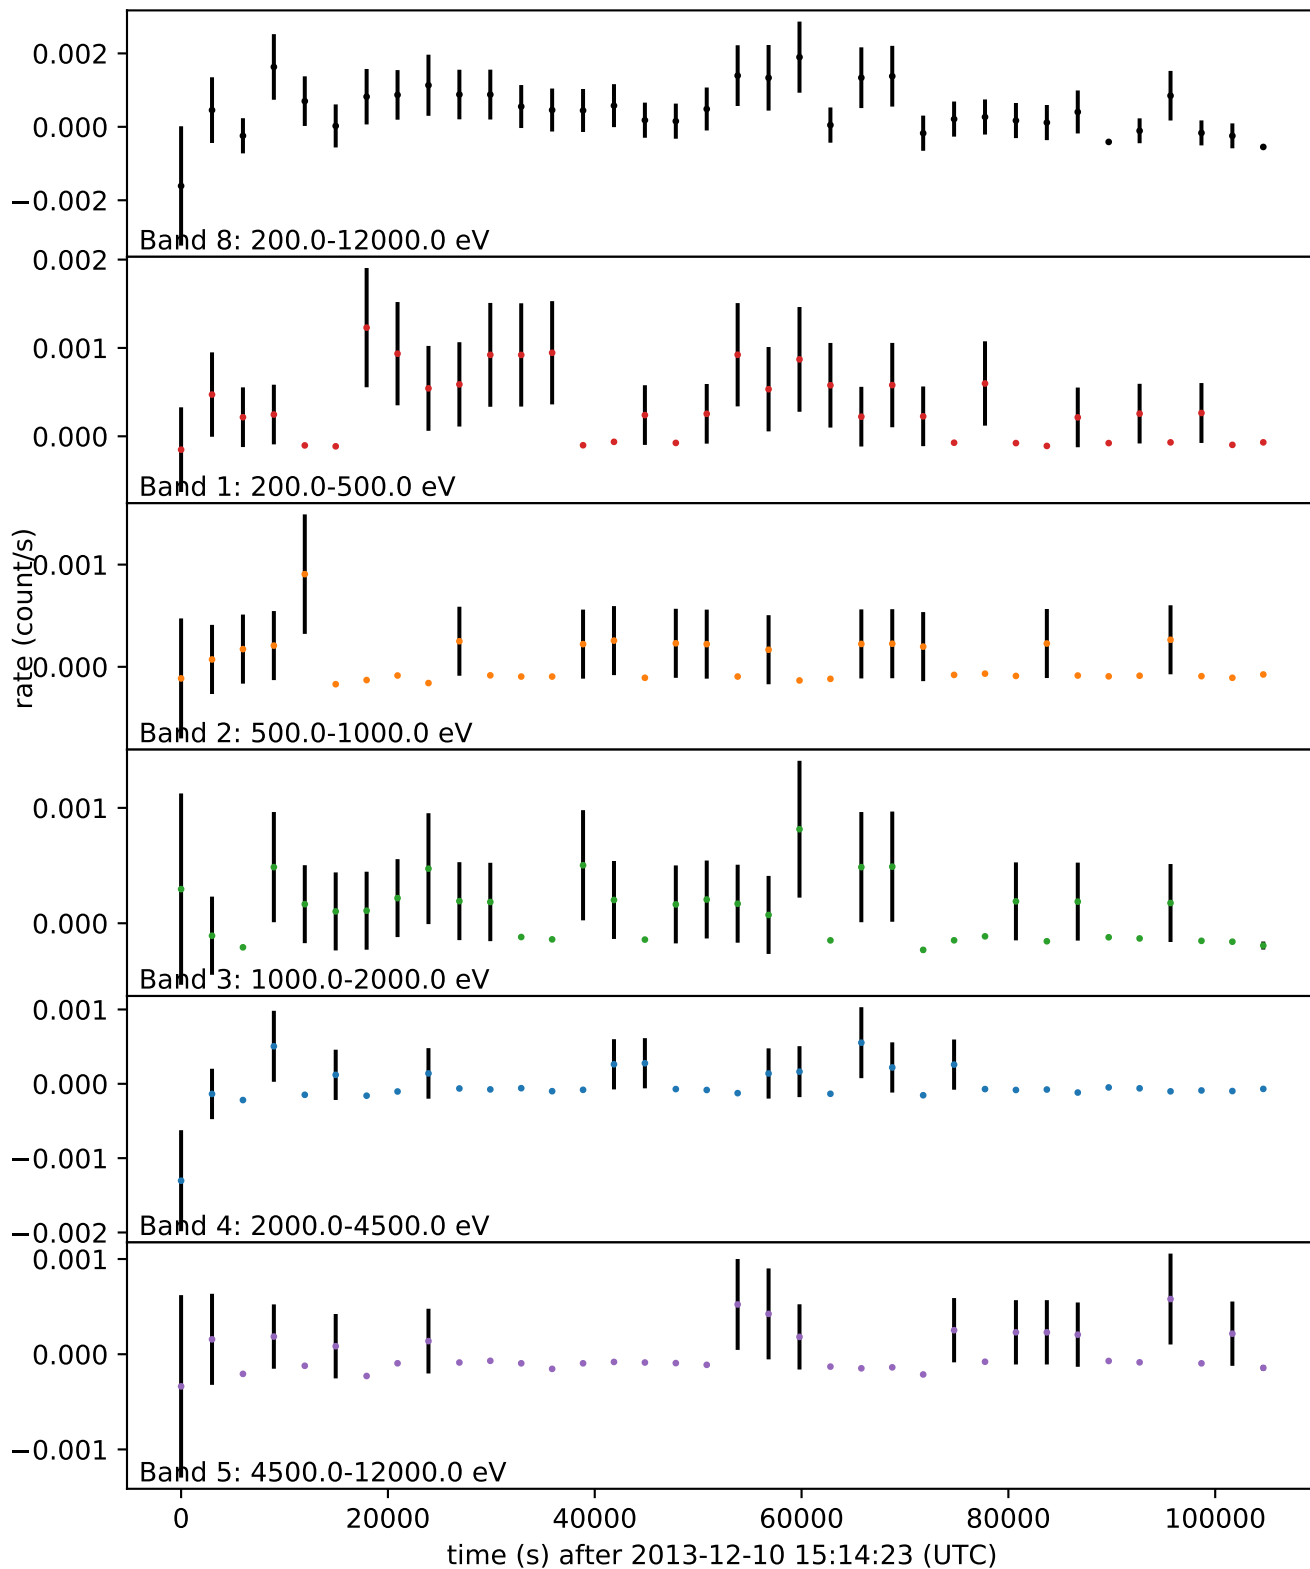 0.002
0.000
−0.002
Band 8: 200.0-12000.0 eV
0.002
0.001
0.000
Band 1: 200.0-500.0 eV
rate (count/s)
0.001
0.000
Band 2: 500.0-1000.0 eV
0.001
0.000
Band 3: 1000.0-2000.0 eV
0.001
0.000
−0.001
−0.002
Band 4: 2000.0-4500.0 eV
0.001
0.000
−0.001
Band 5: 4500.0-12000.0 eV
0 20000 40000 60000 80000 100000
time (s) after 2013-12-10 15:14:23 (UTC)